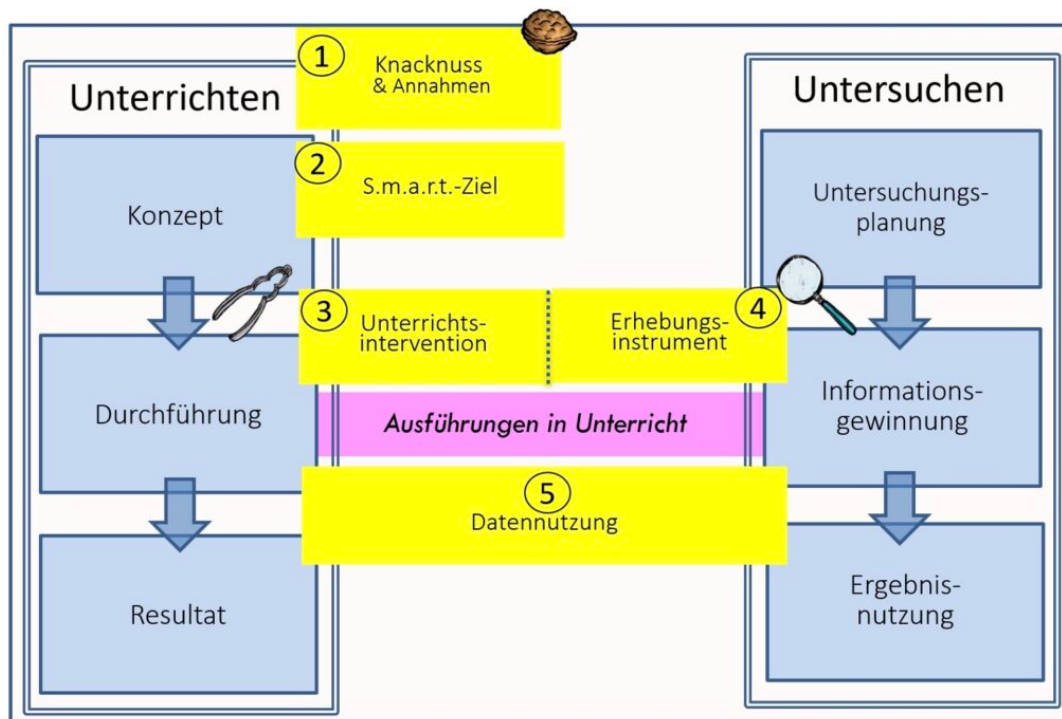 Unterrichten
Konzept
Durchführung
Resultat
1
Knacknuss
& Annahmen
2
S.m.a.r.t.-Ziel
3
Unterrichts-
intervention
4
Erhebungs-
instrument
Ausführungen in Unterricht
5
Datennutzung
Untersuchen
Untersuchungs-
planung
Informations-
gewinnung
Ergebnis-
nutzung